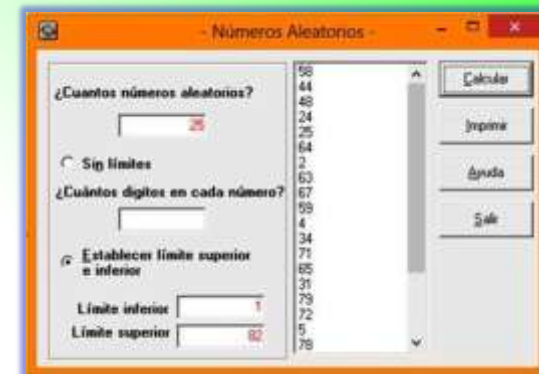 - Números Aleatorios -
¿Cuantos números aleatorios?
25
Sin límites
¿Cuántos digitos en cada número?
Establecer límite superior
e inferior
Límite inferior 1
Límite superior 82
58
44
48
24
25
64
2
63
67
59
4
34
71
65
31
79
72
5
78
Calcular
Imprimir
Ayuda
Salir